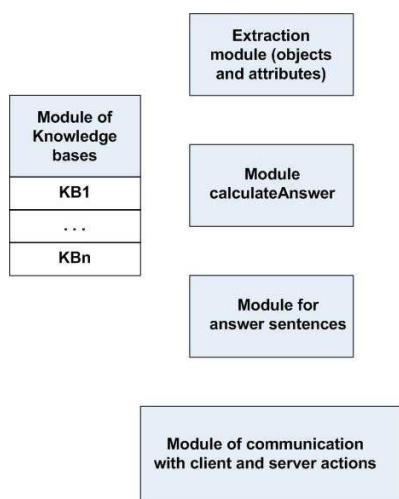 Extraction
module (objects
and attributes)
Module of
Knowledge
bases
KB1
...
KBn
Module
calculateAnswer
Module for
answer sentences
Module of communication
with client and server actions